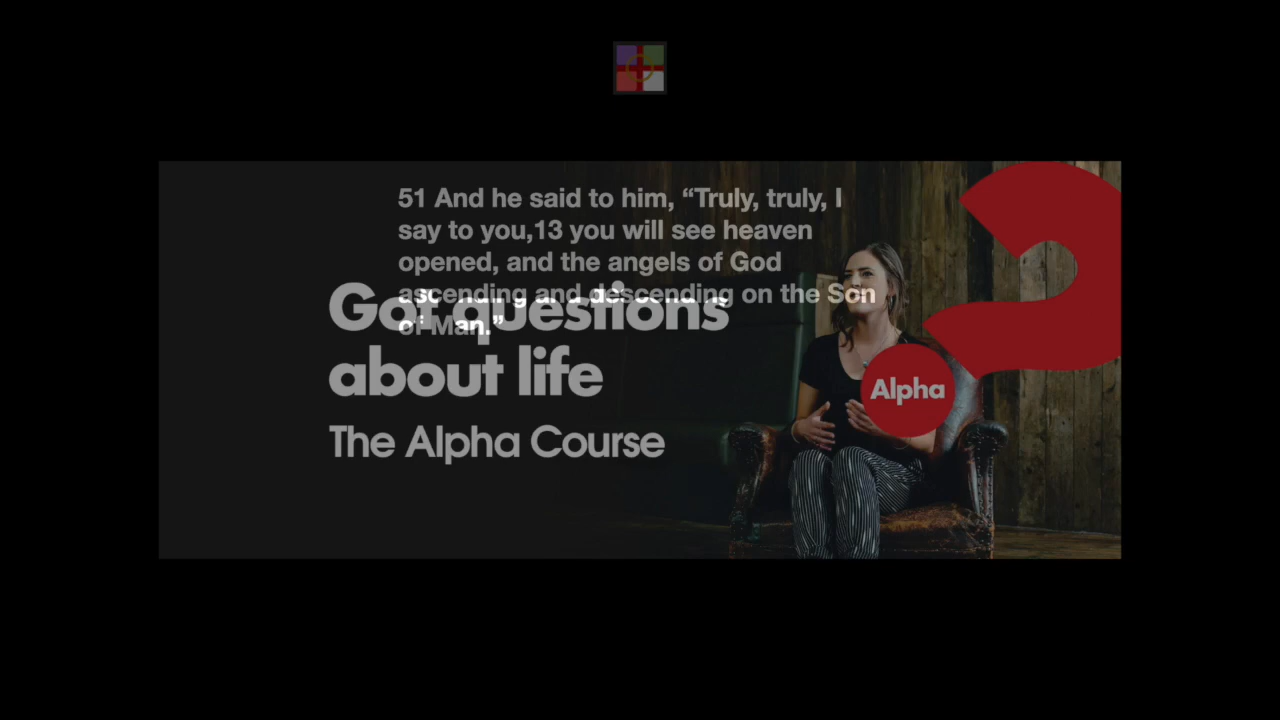 51 And he said to him, “Truly, truly, I
say to you,13 you will see heaven
opened, and the angels of God
ascending and descending on the Son
of Man.”
Got questions
about life
The Alpha Course
Alpha